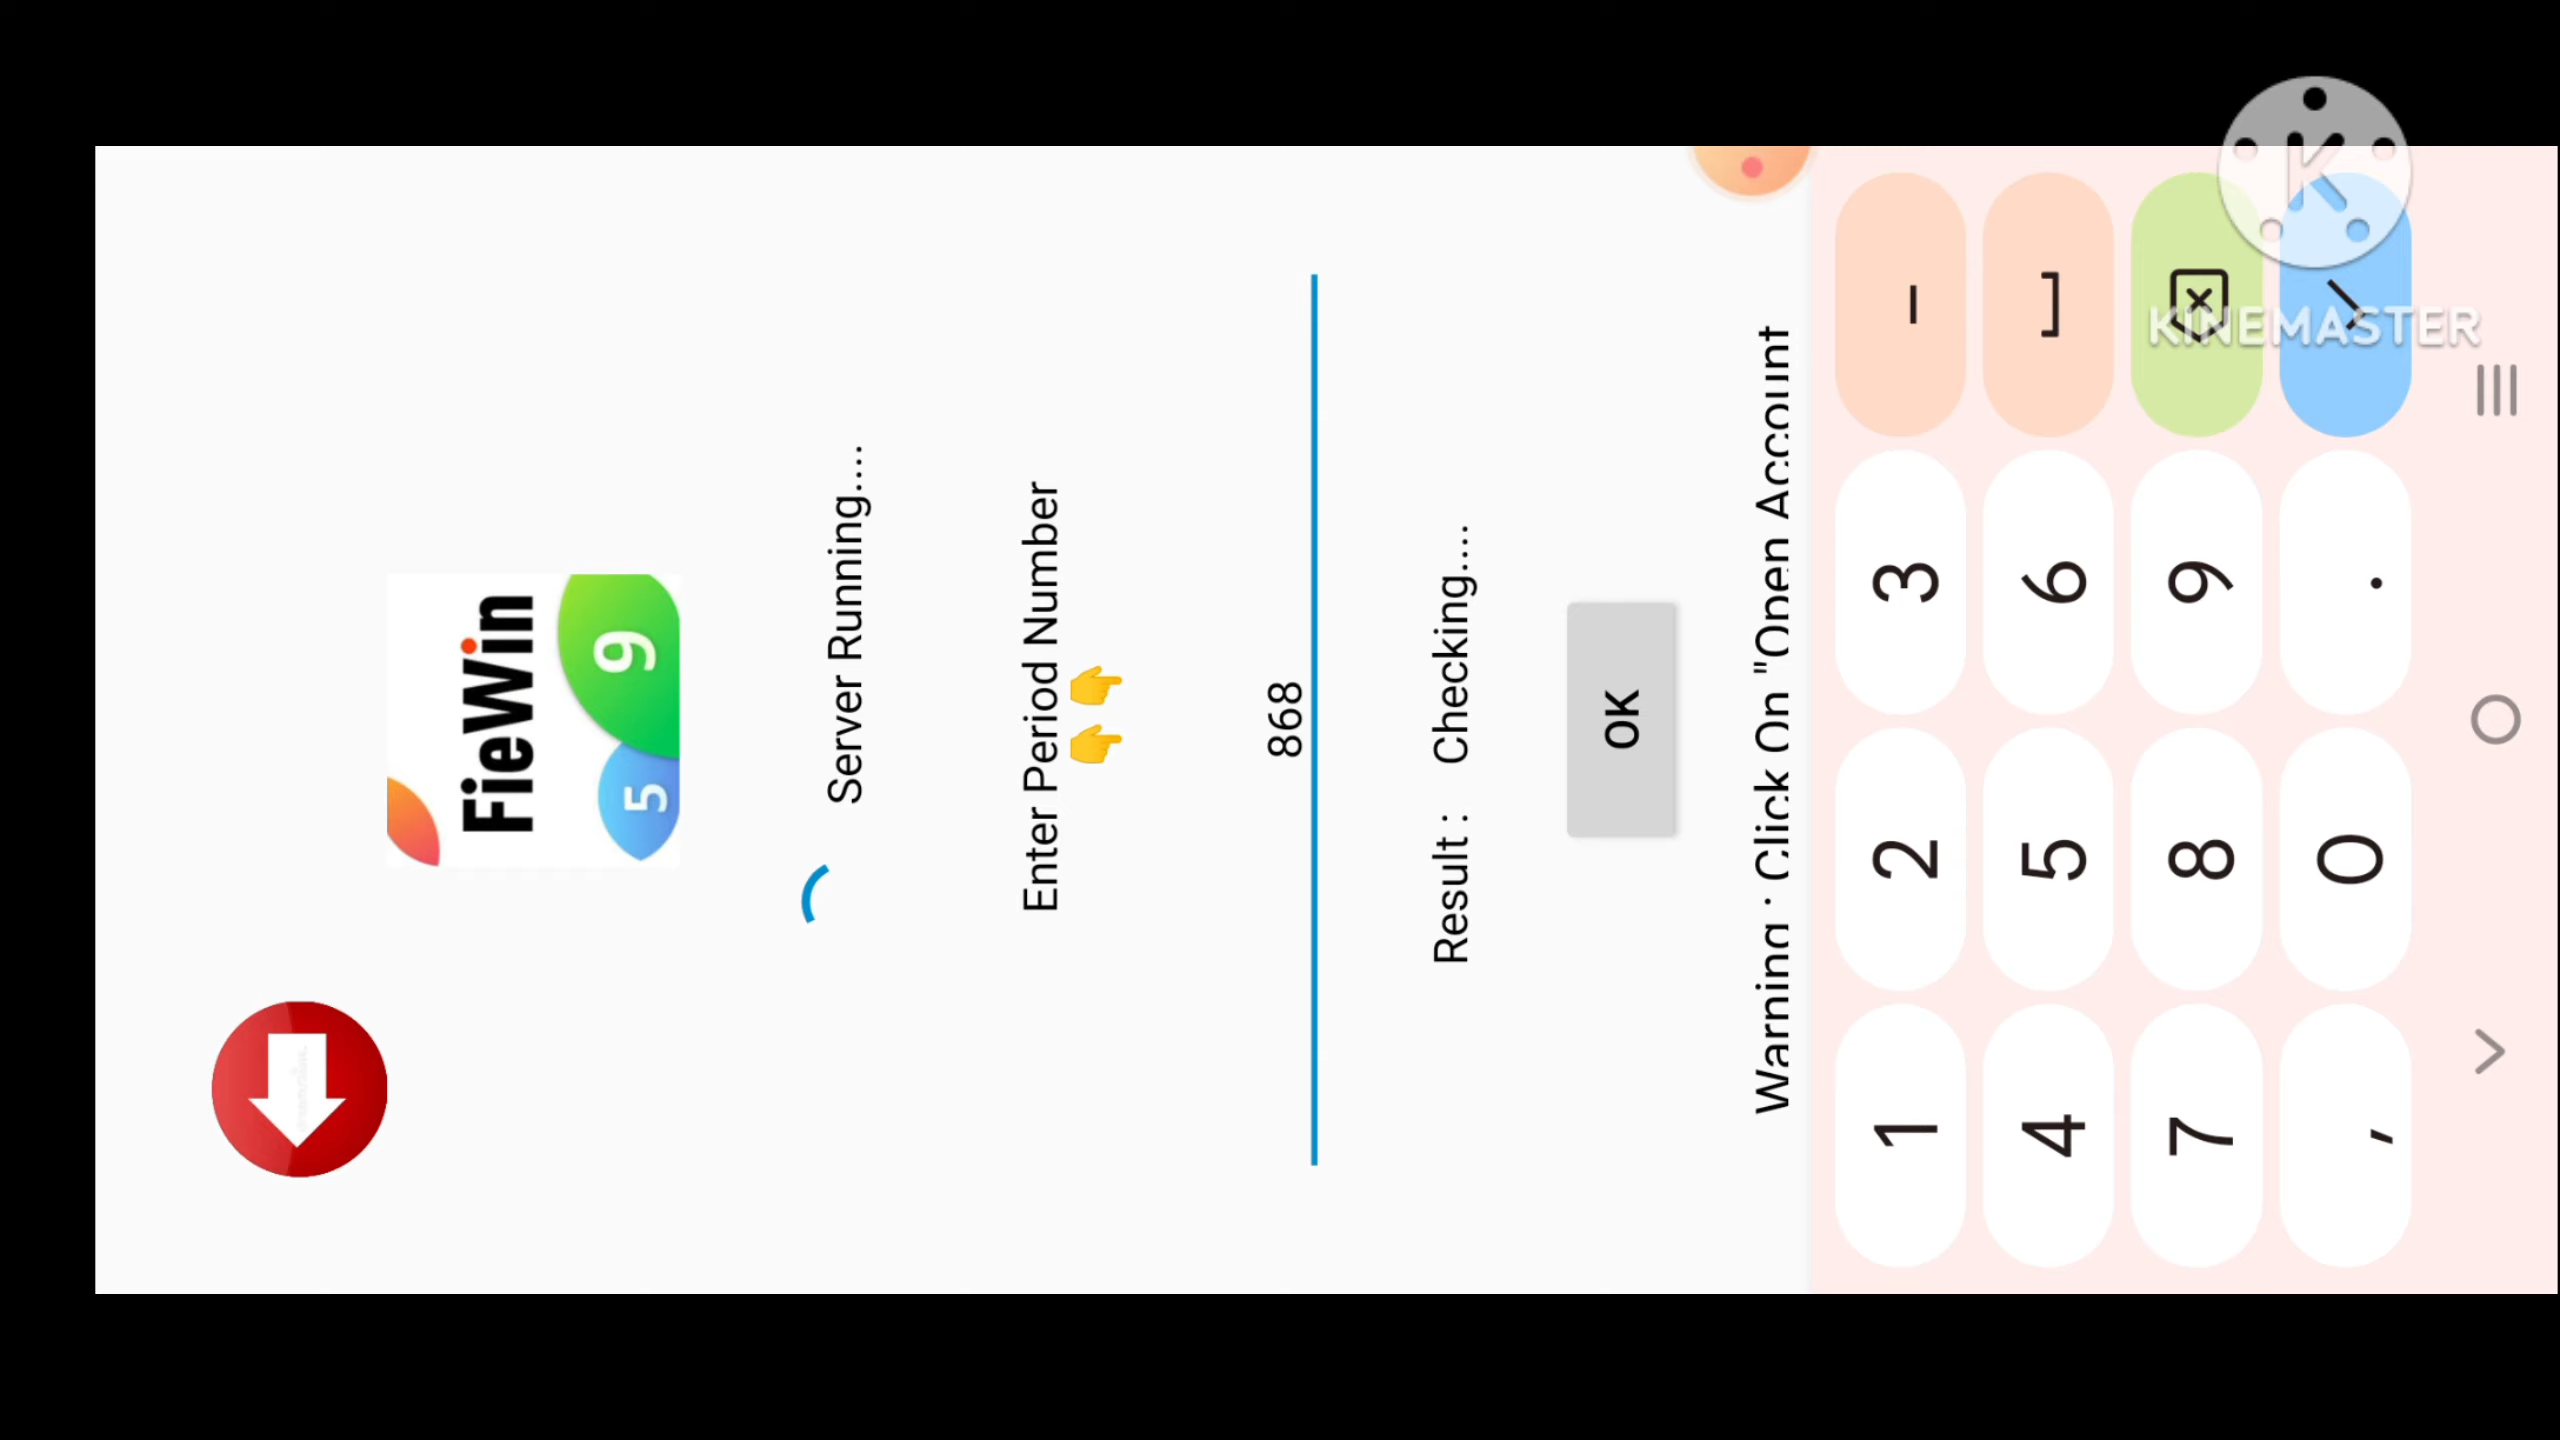 FieWin
5 9
Server Running....
Enter Period Number
👉👉
868
Result : Checking....
OK
Warning : Click On "Open Account
1 2 3 -
4 5 6
7 8 9
, 0 .
KINEMASTER